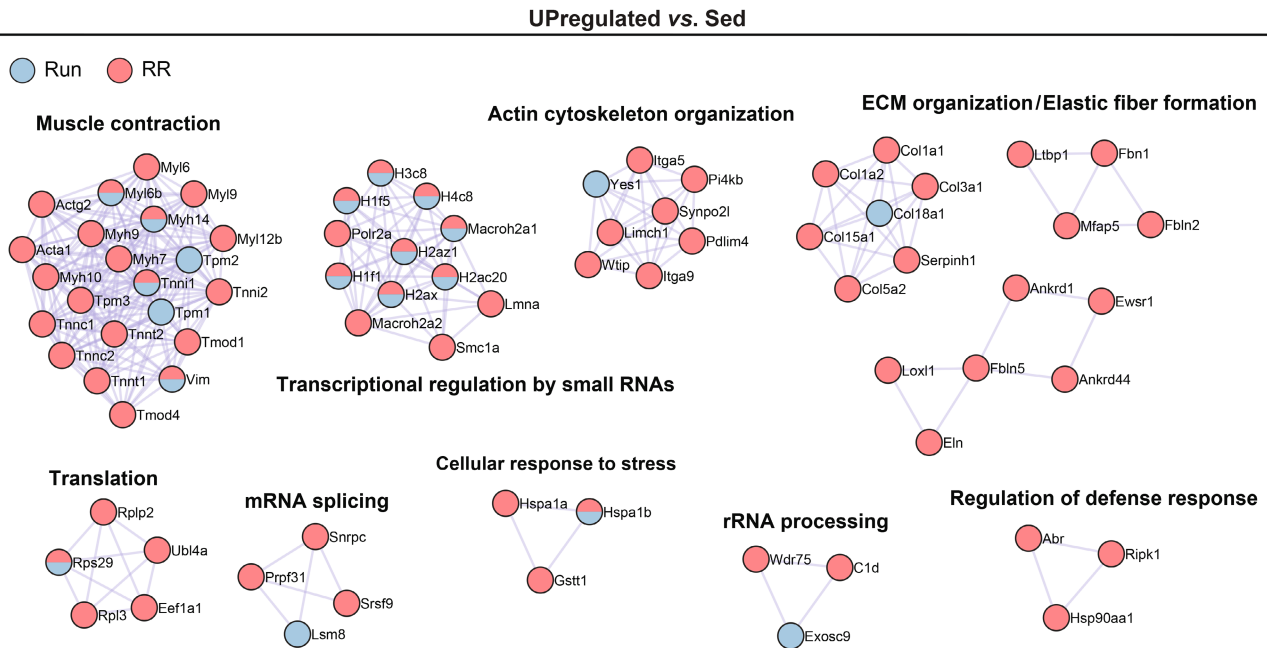 UPregulated vs. Sed
Run
RR
Muscle contraction
Myl6
Myl6b
Myl9
Actg2
Myh14
Myh9
Myl12b
Acta1
Myh7
Tpm2
Myh10
Tnni1
Tnni2
Tpm3
Tpm1
Tnnc1
Tnnt2
Tmod1
Tnnc2
Tnnt1
Vim
Tmod4
H3c8
H1f5
H4c8
Polr2a
Macroh2a1
H2az1
H1f1
H2ac20
H2ax
Lmna
Macroh2a2
Smc1a
Transcriptional regulation by small RNAs
Actin cytoskeleton organization
Itga5
Yes1
Pi4kb
Synpo2l
Limch1
Pdlim4
Wtip
Itga9
ECM organization/Elastic fiber formation
Col1a1
Col1a2
Col3a1
Col18a1
Col15a1
Serpinh1
Col5a2
Ltbp1
Fbn1
Mfap5
Fbln2
Ankrd1
Ewsr1
Loxl1
Fbln5
Ankrd44
Eln
Translation
Rplp2
Ubl4a
Rps29
Rpl3
Eef1a1
mRNA splicing
Snrpc
Prpf31
Srsf9
Lsm8
Cellular response to stress
Hspa1a
Hspa1b
Gstt1
rRNA processing
Wdr75
C1d
Exosc9
Regulation of defense response
Abr
Ripk1
Hsp90aa1